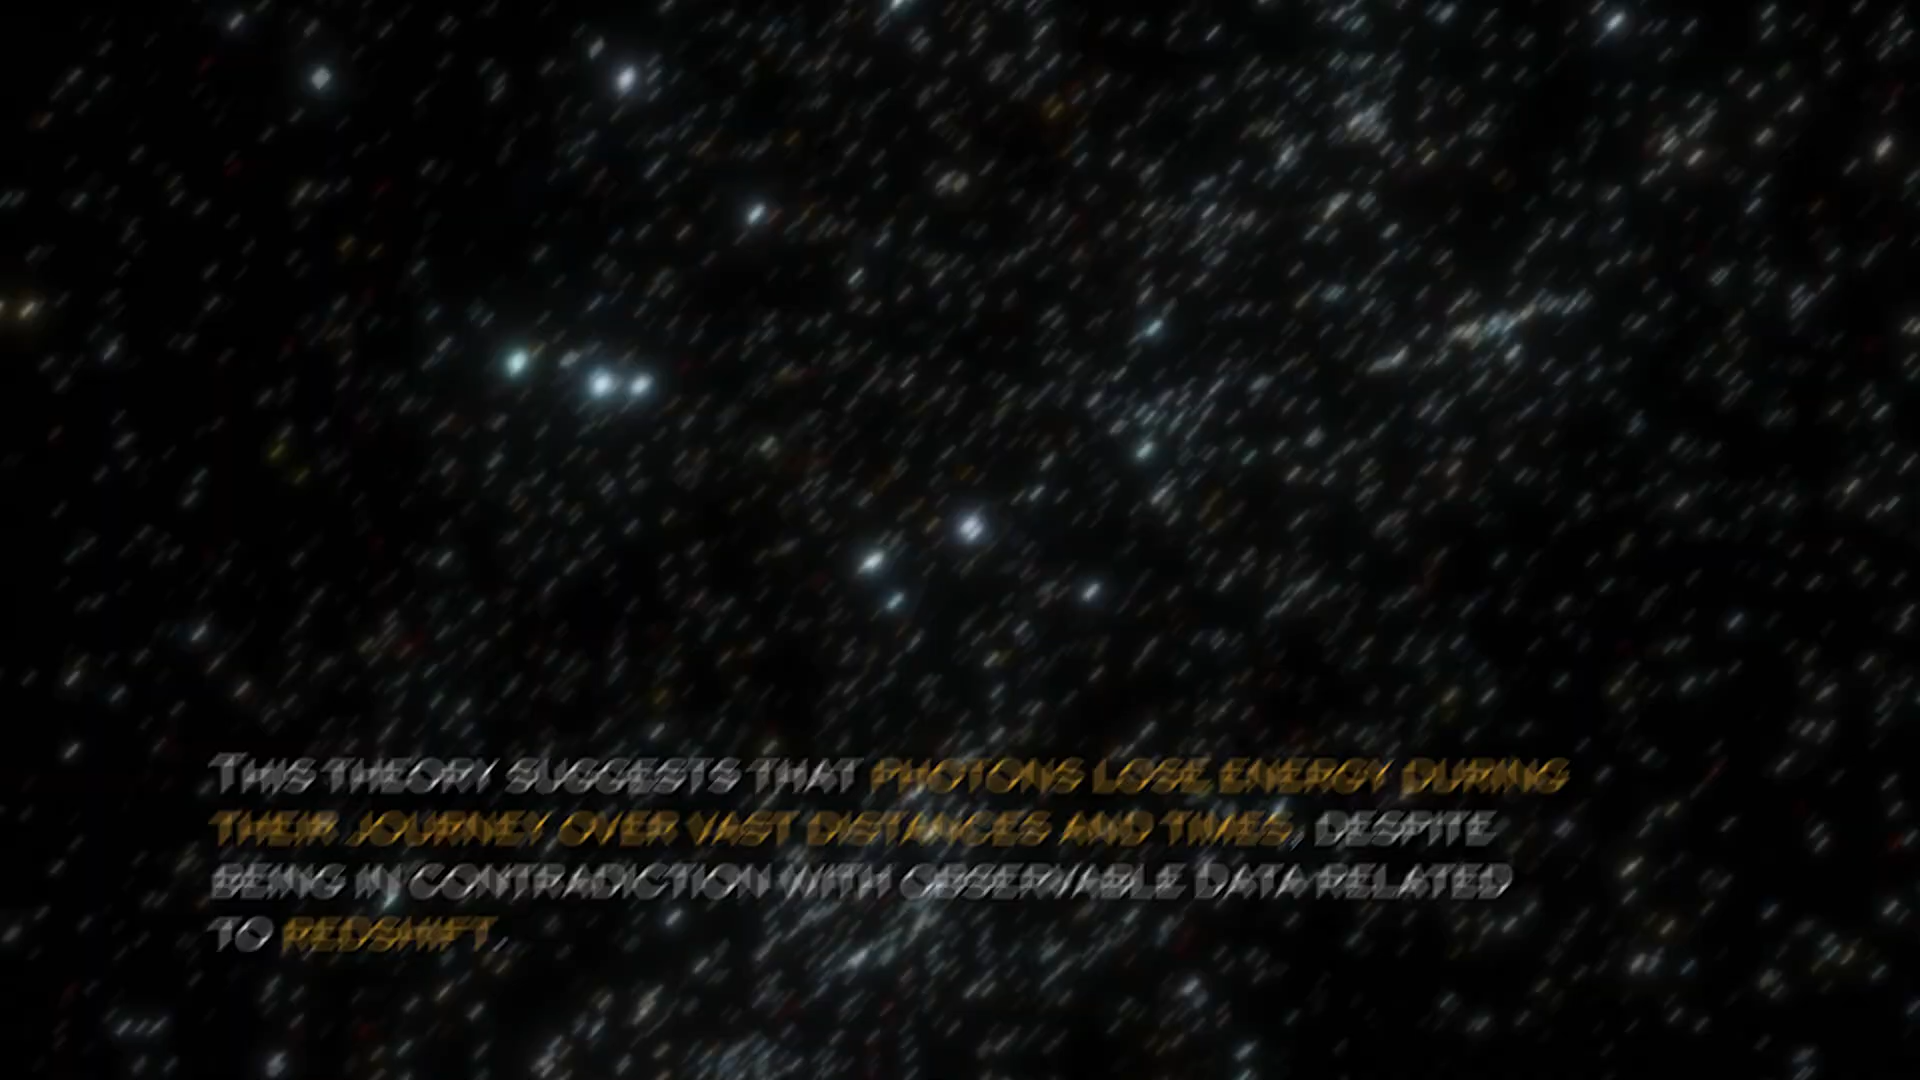 This theory suggests that photons lose energy during
their journey over vast distances and times, despite
being in contradiction with observable data related
to redshift,